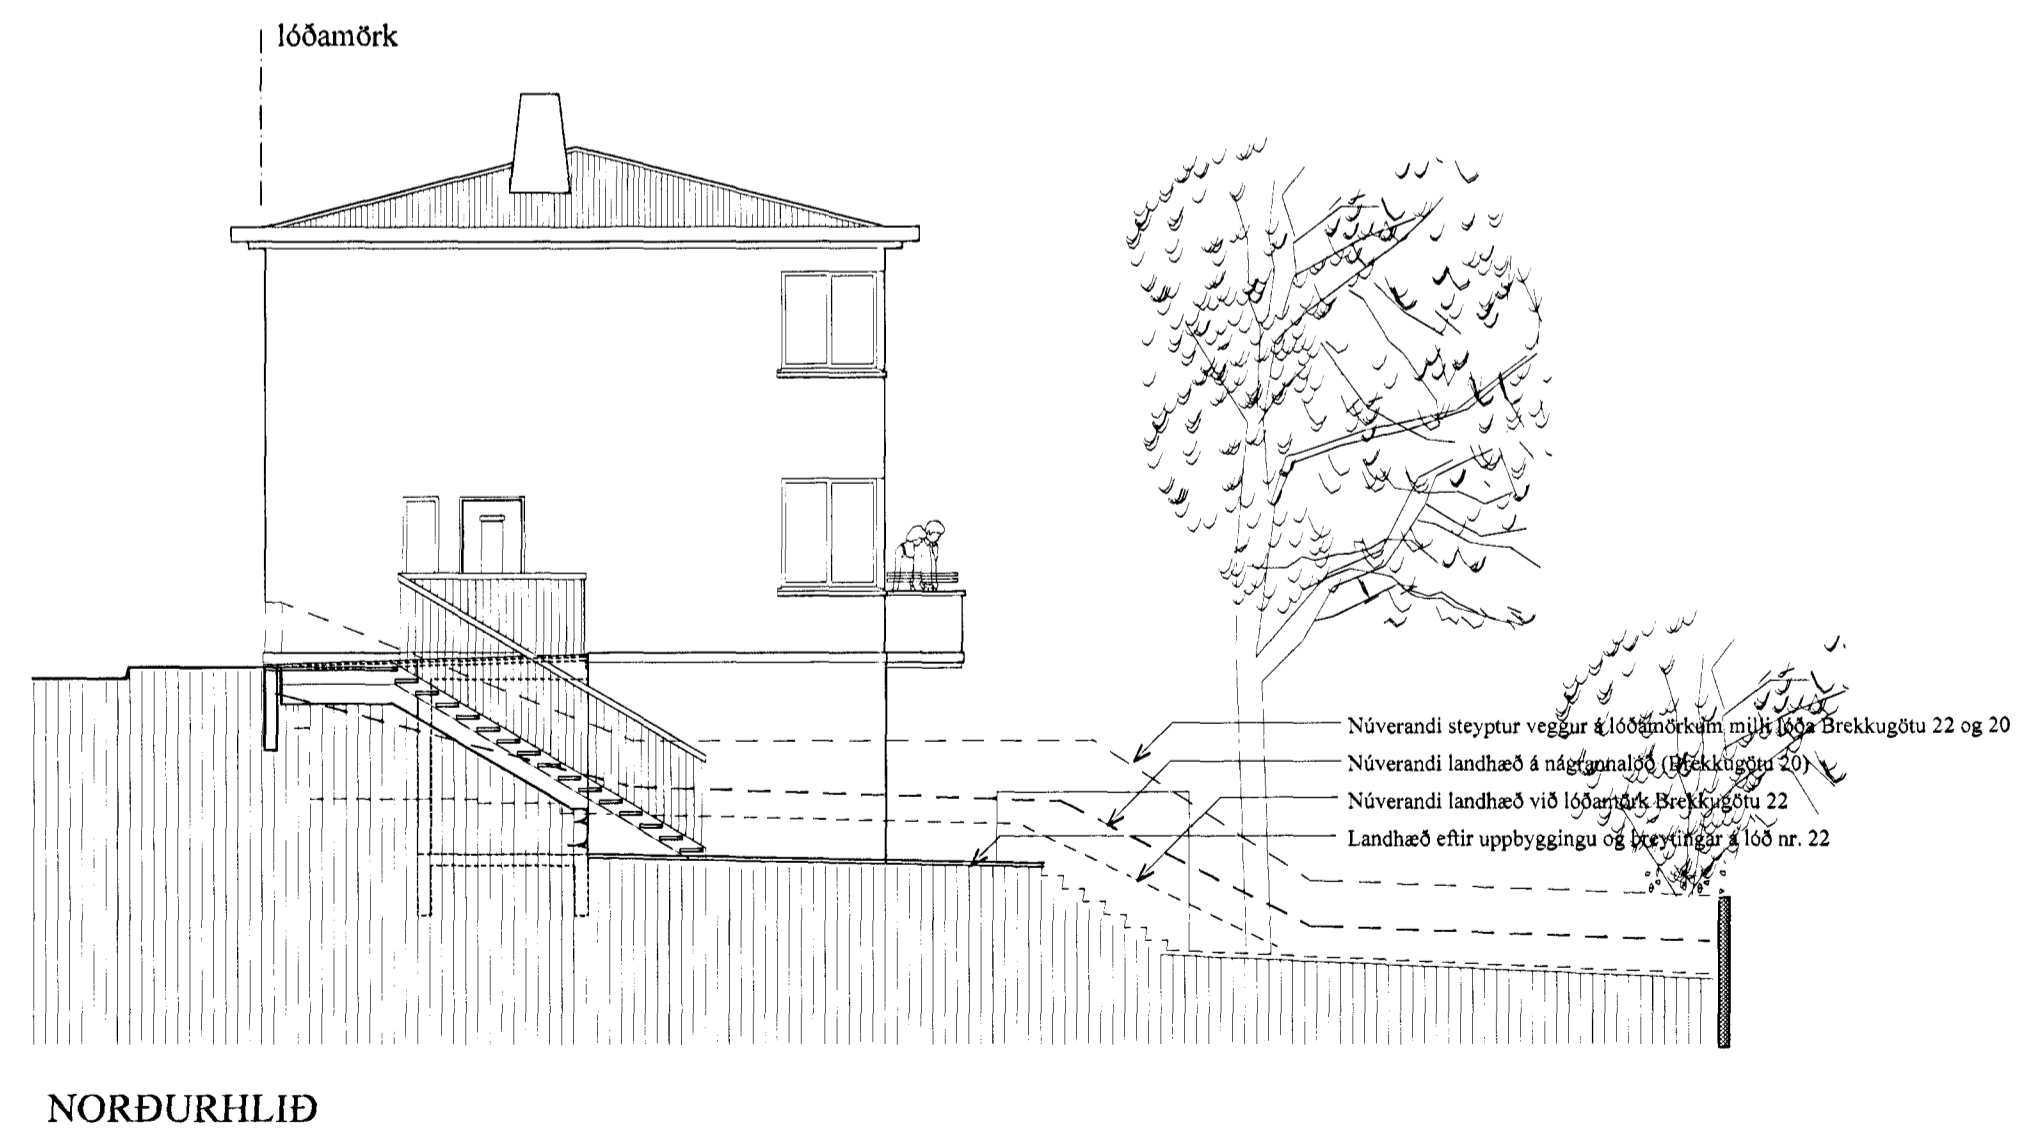 lóðamörk
Núverandi steyptur veggur á lóðamörkum milli lóða Brekkugötu 22 og 20
Núverandi landhæð á nágrannalóð (Brekkugötu 20)
Núverandi landhæð við lóðamörk Brekkugötu 22
Landhæð eftir uppbyggingu og breytingar á lóð nr. 22
NORÐURHLIÐ